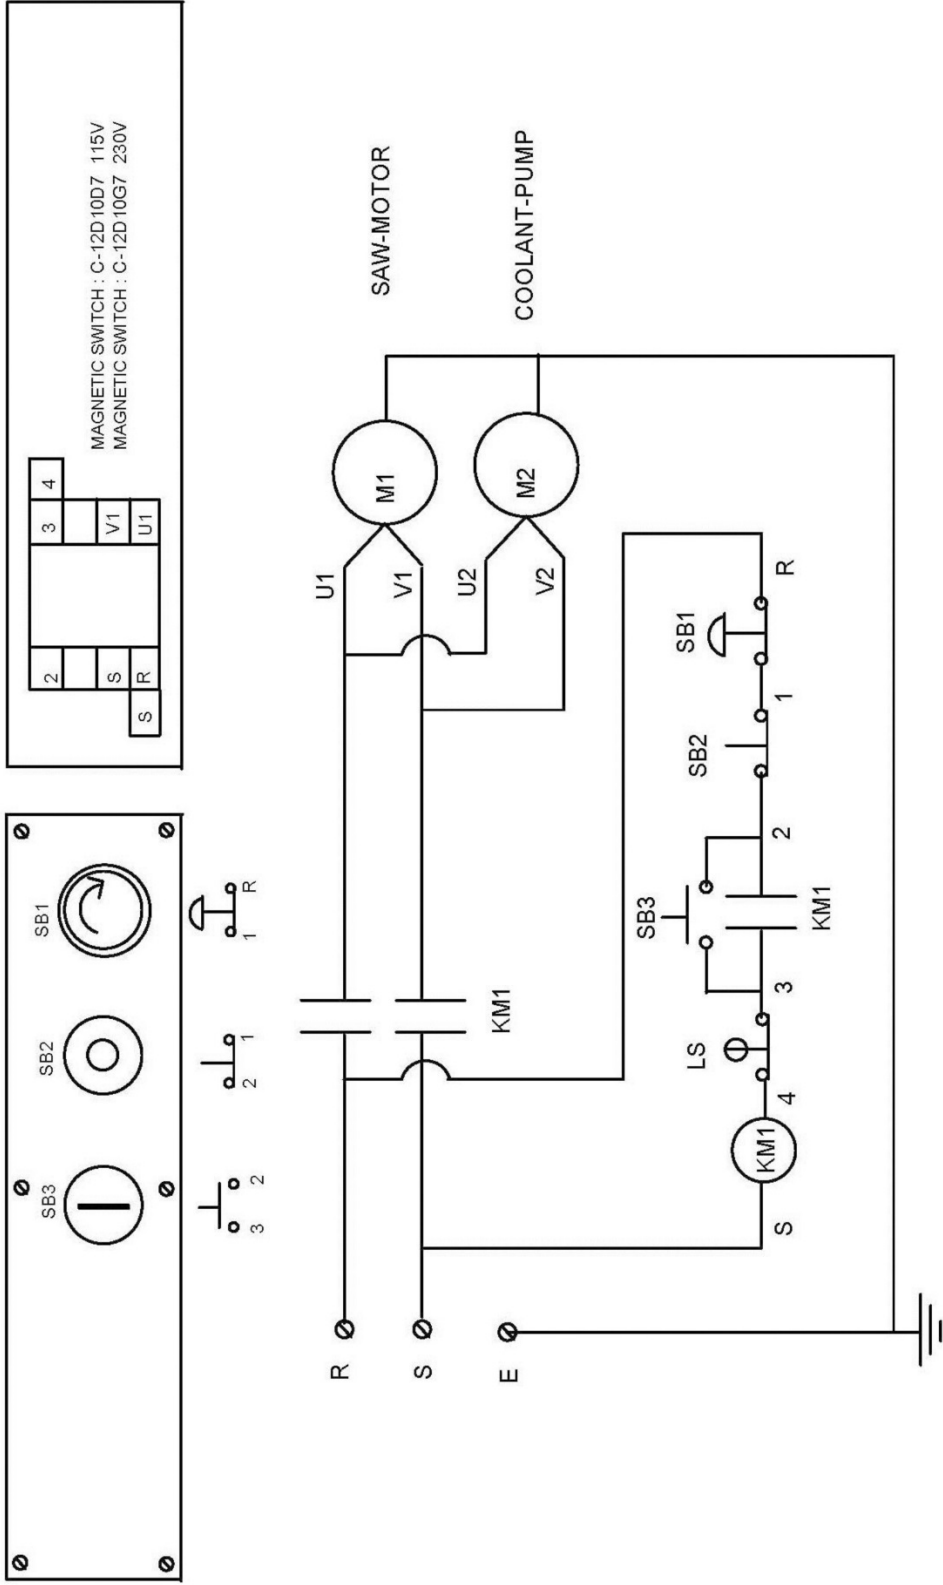 SB3
SB2
SB1
3 2
2 1
1 R
2 3 4
S V1
S R U1
MAGNETIC SWITCH : C-12D10D7 115V
MAGNETIC SWITCH : C-12D10G7 230V
R
U1
M1
SAW-MOTOR
S
V1
KM1
E
U2
M2
COOLANT-PUMP
V2
LS
SB3
SB2
SB1
KM1
S
4
3
2
1
R
KM1